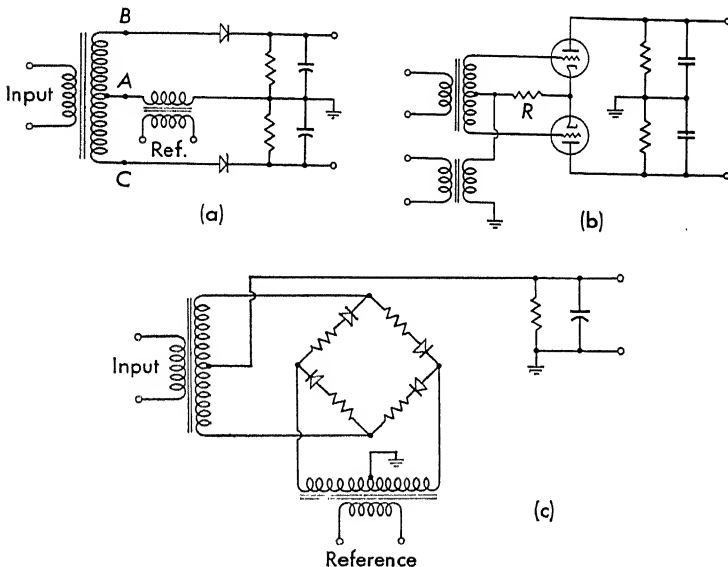 B
A
Input
Ref.
C
(a)
R
(b)
Input
(c)
Reference